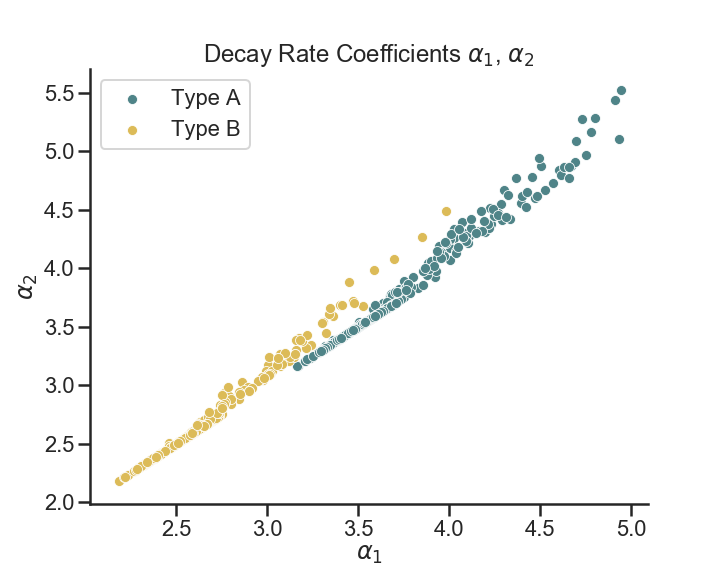 Decay Rate Coefficients α₁, α₂
Type A
Type B
5.5
5.0
4.5
4.0
3.5
3.0
2.5
2.0
α₂
2.5 3.0 3.5 4.0 4.5 5.0
α₁